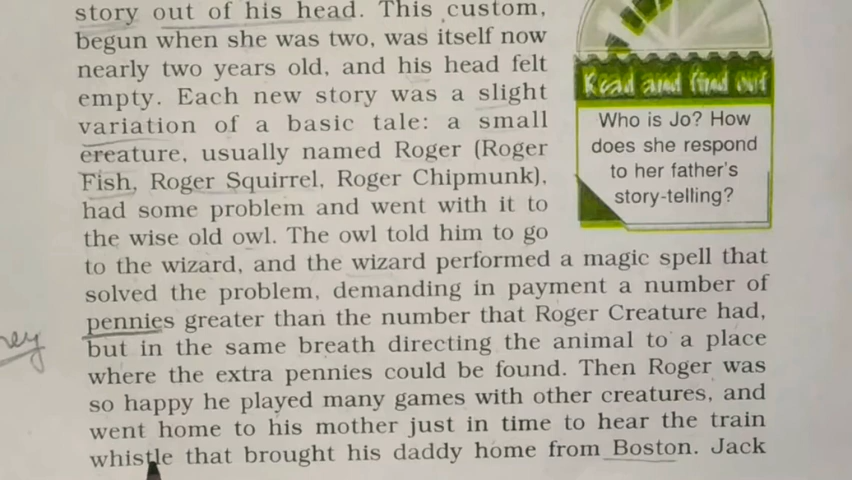 story out of his head. This custom,
begun when she was two, was itself now
nearly two years old, and his head felt
empty. Each new story was a slight
variation of a basic tale: a small
creature, usually named Roger (Roger
Fish, Roger Squirrel, Roger Chipmunk),
had some problem and went with it to
the wise old owl. The owl told him to go
to the wizard, and the wizard performed a magic spell that
solved the problem, demanding in payment a number of
pennies greater than the number that Roger Creature had,
but in the same breath directing the animal to a place
where the extra pennies could be found. Then Roger was
so happy he played many games with other creatures, and
went home to his mother just in time to hear the train
whistle that brought his daddy home from Boston. Jack
Read and find out
Who is Jo? How
does she respond
to her father's
story-telling?